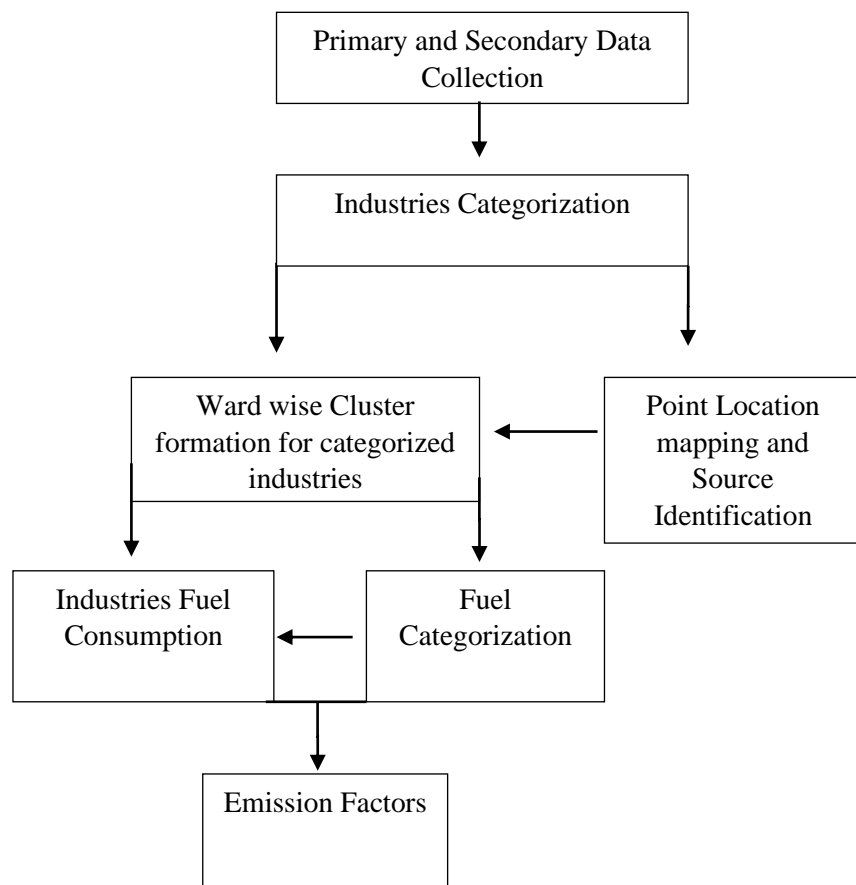 Primary and Secondary Data
Collection
Industries Categorization
Ward wise Cluster
formation for categorized
industries
Point Location
mapping and
Source
Identification
Industries Fuel
Consumption
Fuel
Categorization
Emission Factors